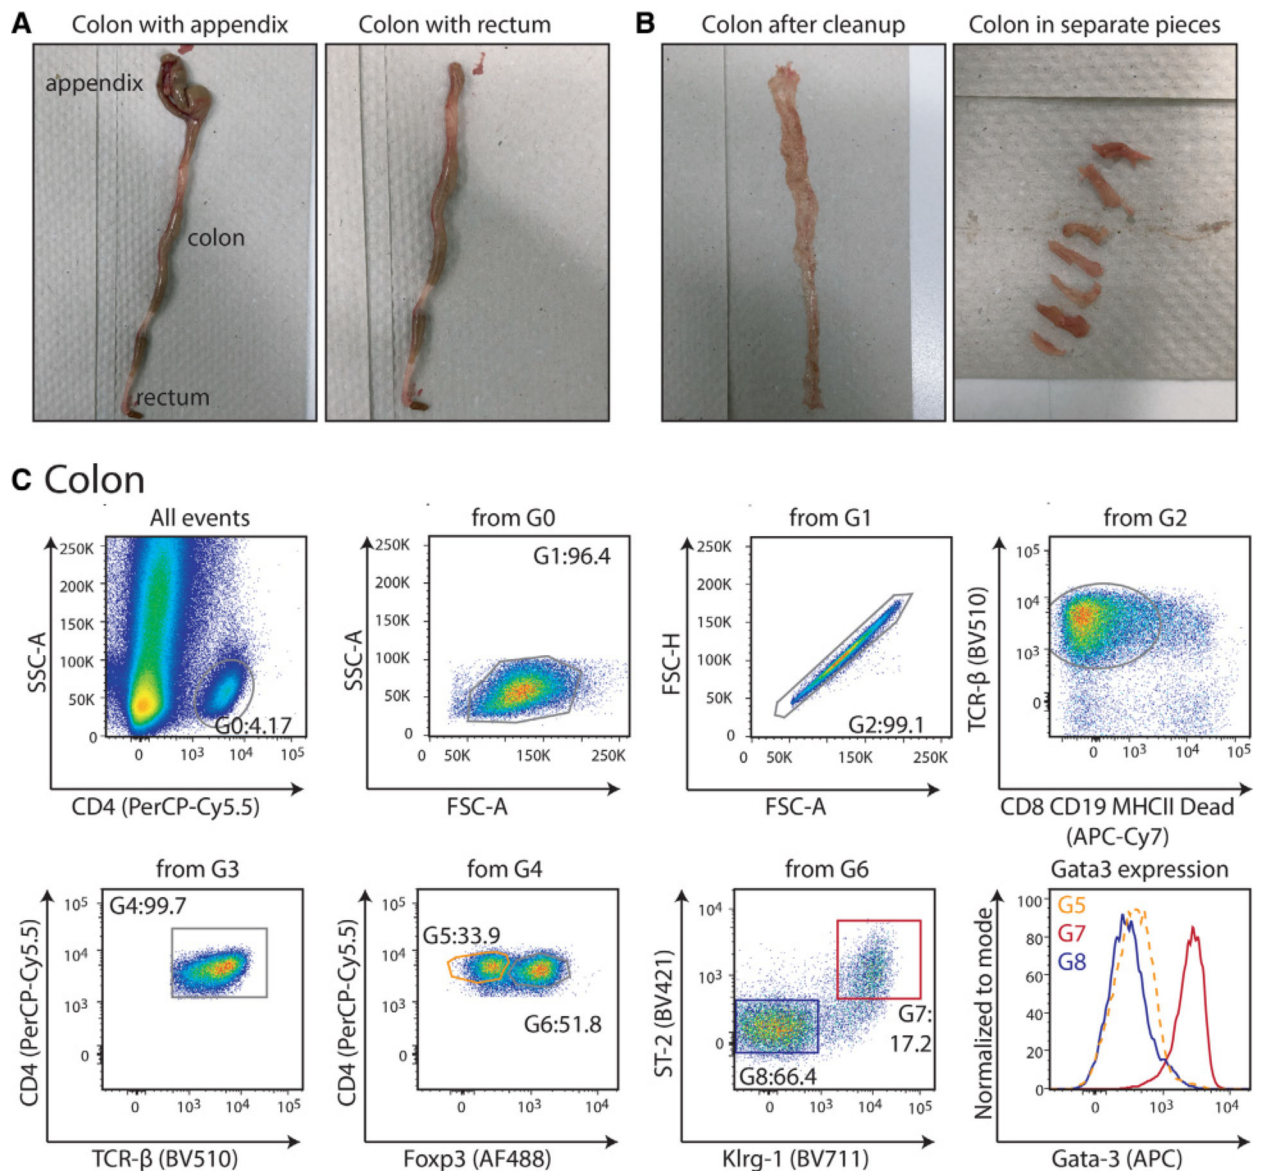 A
Colon with appendix
Colon with rectum
B
Colon after cleanup
Colon in separate pieces
appendix
colon
rectum
C Colon
All events
from G0
from G1
from G2
SSC-A
250K
200K
150K
100K
50K
0
G0:4.17
0
10³
10⁴
10⁵
CD4 (PerCP-Cy5.5)
SSC-A
250K
200K
150K
100K
50K
0
G1:96.4
50K
150K
250K
FSC-A
FSC-H
250K
200K
150K
100K
50K
0
G2:99.1
0
50K
150K
250K
FSC-A
TCR-β (BV510)
10⁵
10⁴
10³
0
0
10³
10⁴
10⁵
CD8 CD19 MHCII Dead
(APC-Cy7)
from G3
fom G4
from G6
Gata3 expression
CD4 (PerCP-Cy5.5)
10⁵
10⁴
10³
0
G4:99.7
0
10³
10⁴
10⁵
TCR-β (BV510)
CD4 (PerCP-Cy5.5)
10⁵
10⁴
10³
0
G5:33.9
G6:51.8
0
10³
10⁴
Foxp3 (AF488)
ST-2 (BV421)
10⁴
10³
0
G7:
17.2
G8:66.4
0
10³
10⁴
10⁵
Klrg-1 (BV711)
Normalized to mode
100
80
60
40
20
0
G5
G7
G8
0
10³
10⁴
Gata-3 (APC)